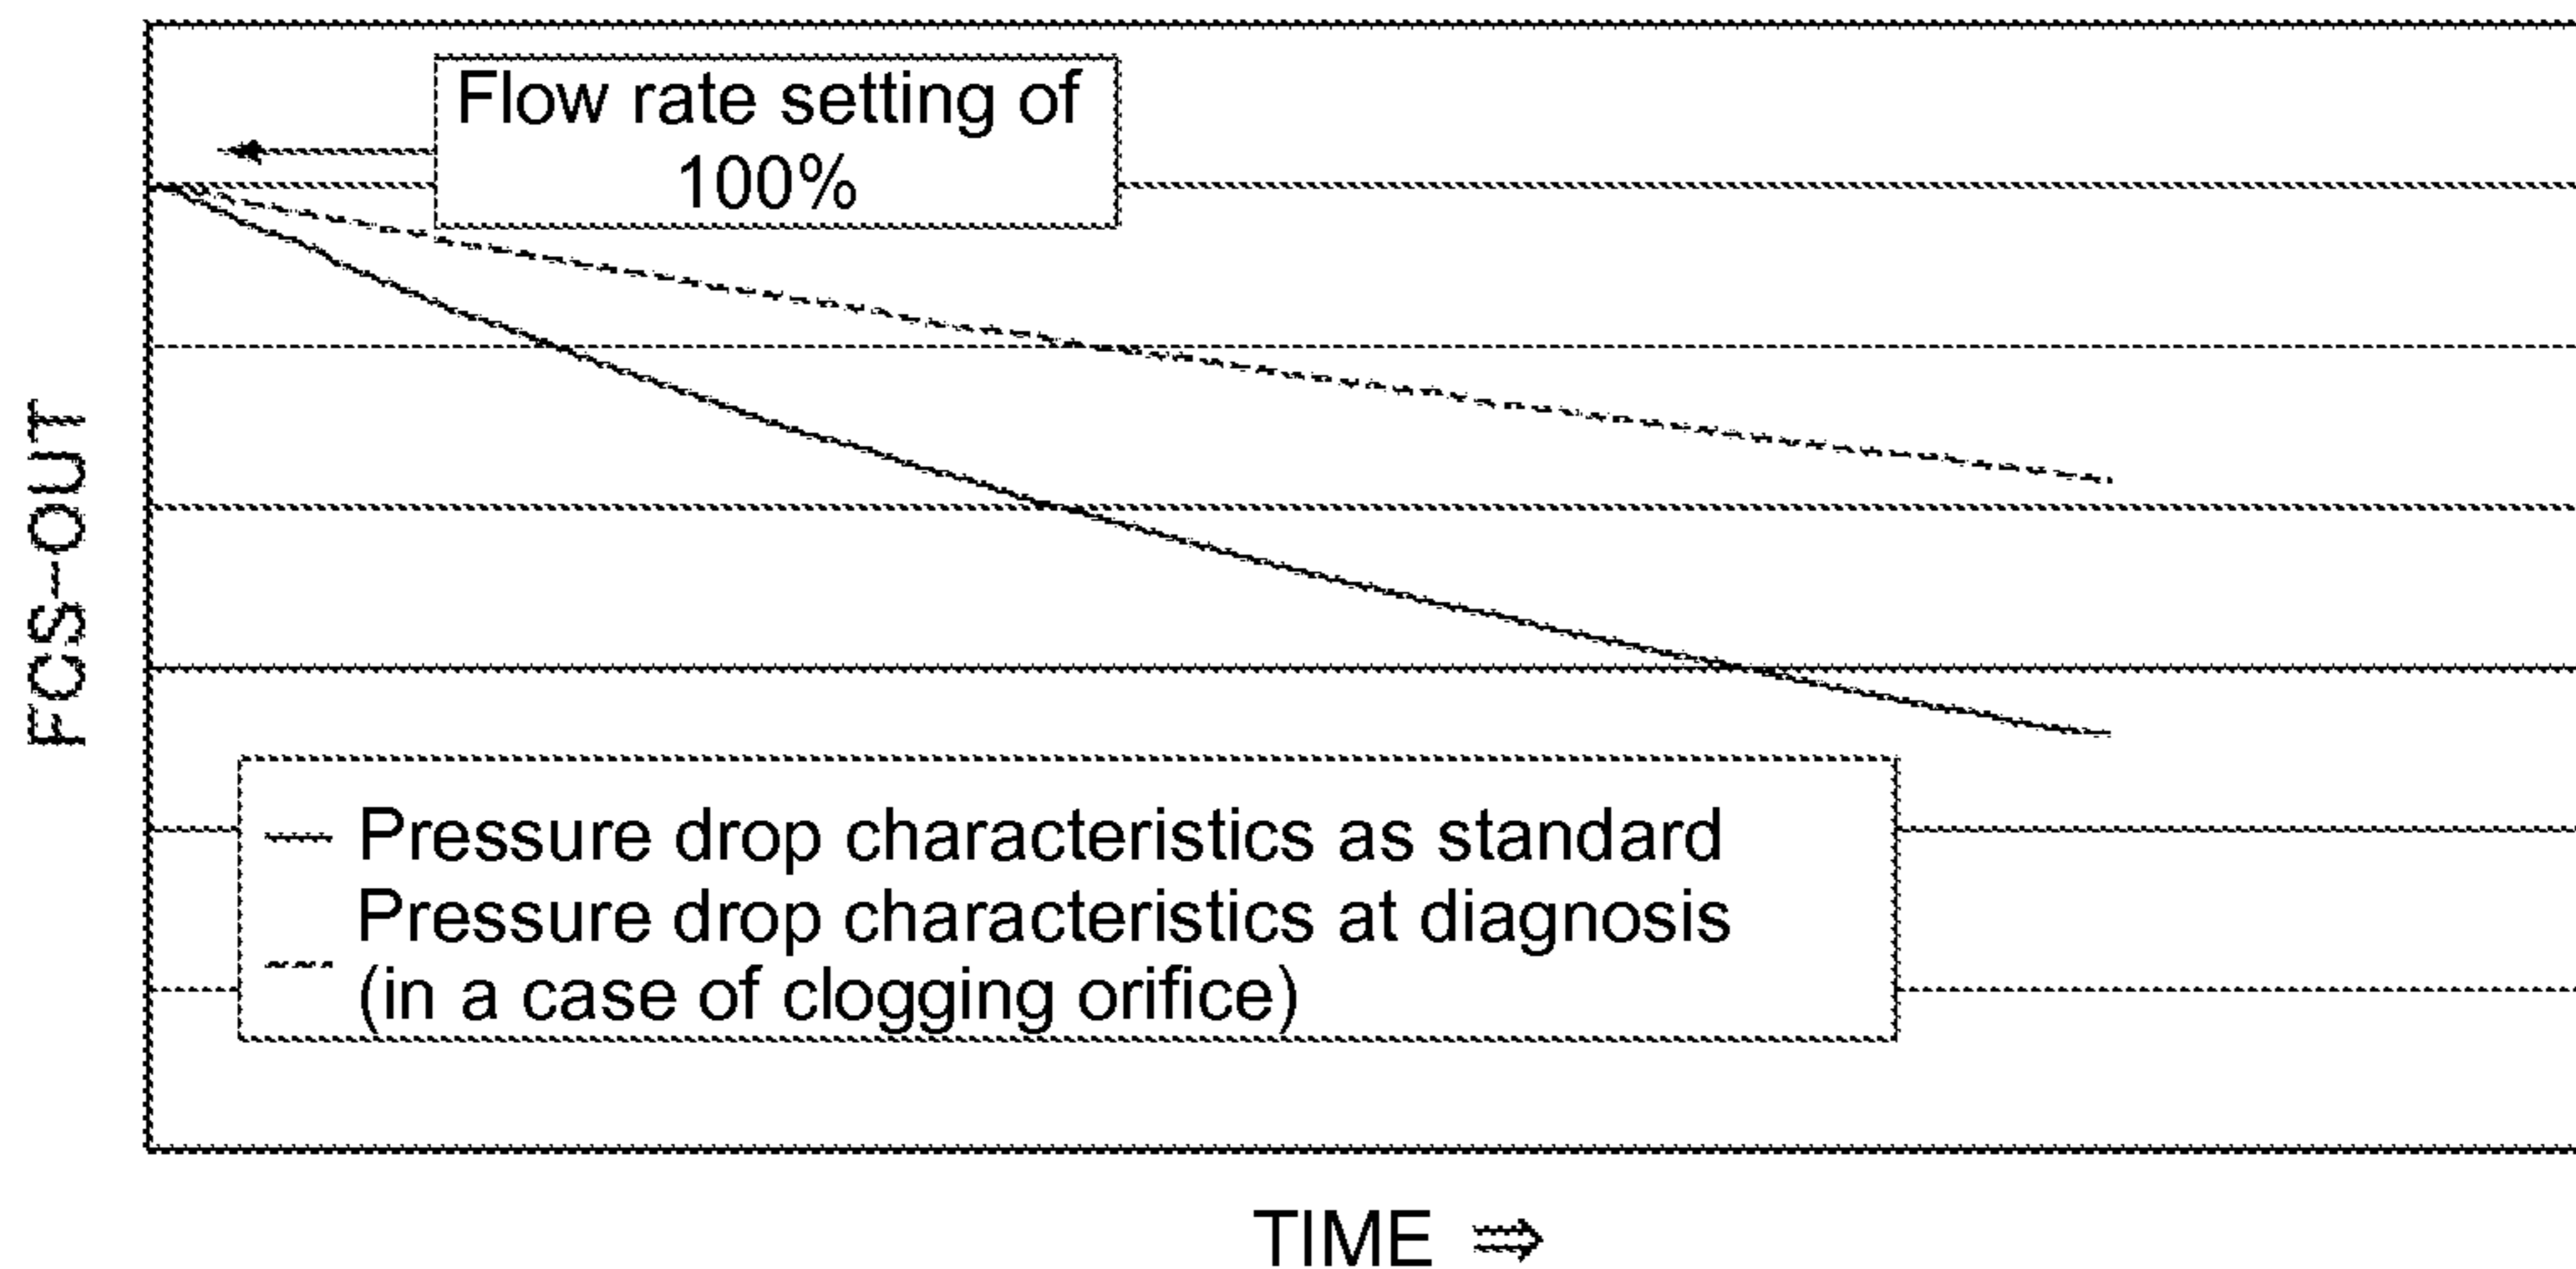 Flow rate setting of
100%
FCS-OUT
Pressure drop characteristics as standard
Pressure drop characteristics at diagnosis
(in a case of clogging orifice)
TIME ⇒